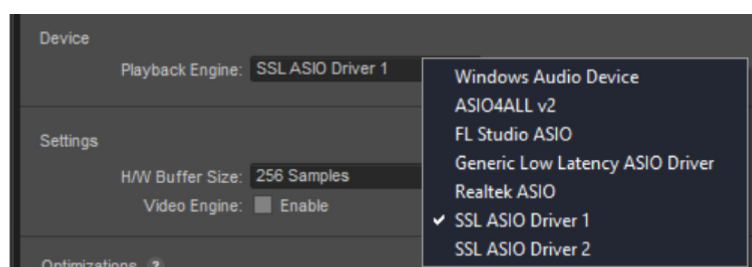 Device
Playback Engine: SSL ASIO Driver 1
Windows Audio Device
ASIO4ALL v2
FL Studio ASIO
Generic Low Latency ASIO Driver
Realtek ASIO
✔ SSL ASIO Driver 1
SSL ASIO Driver 2
Settings
H/W Buffer Size: 256 Samples
Video Engine: Enable
Optimizations ?